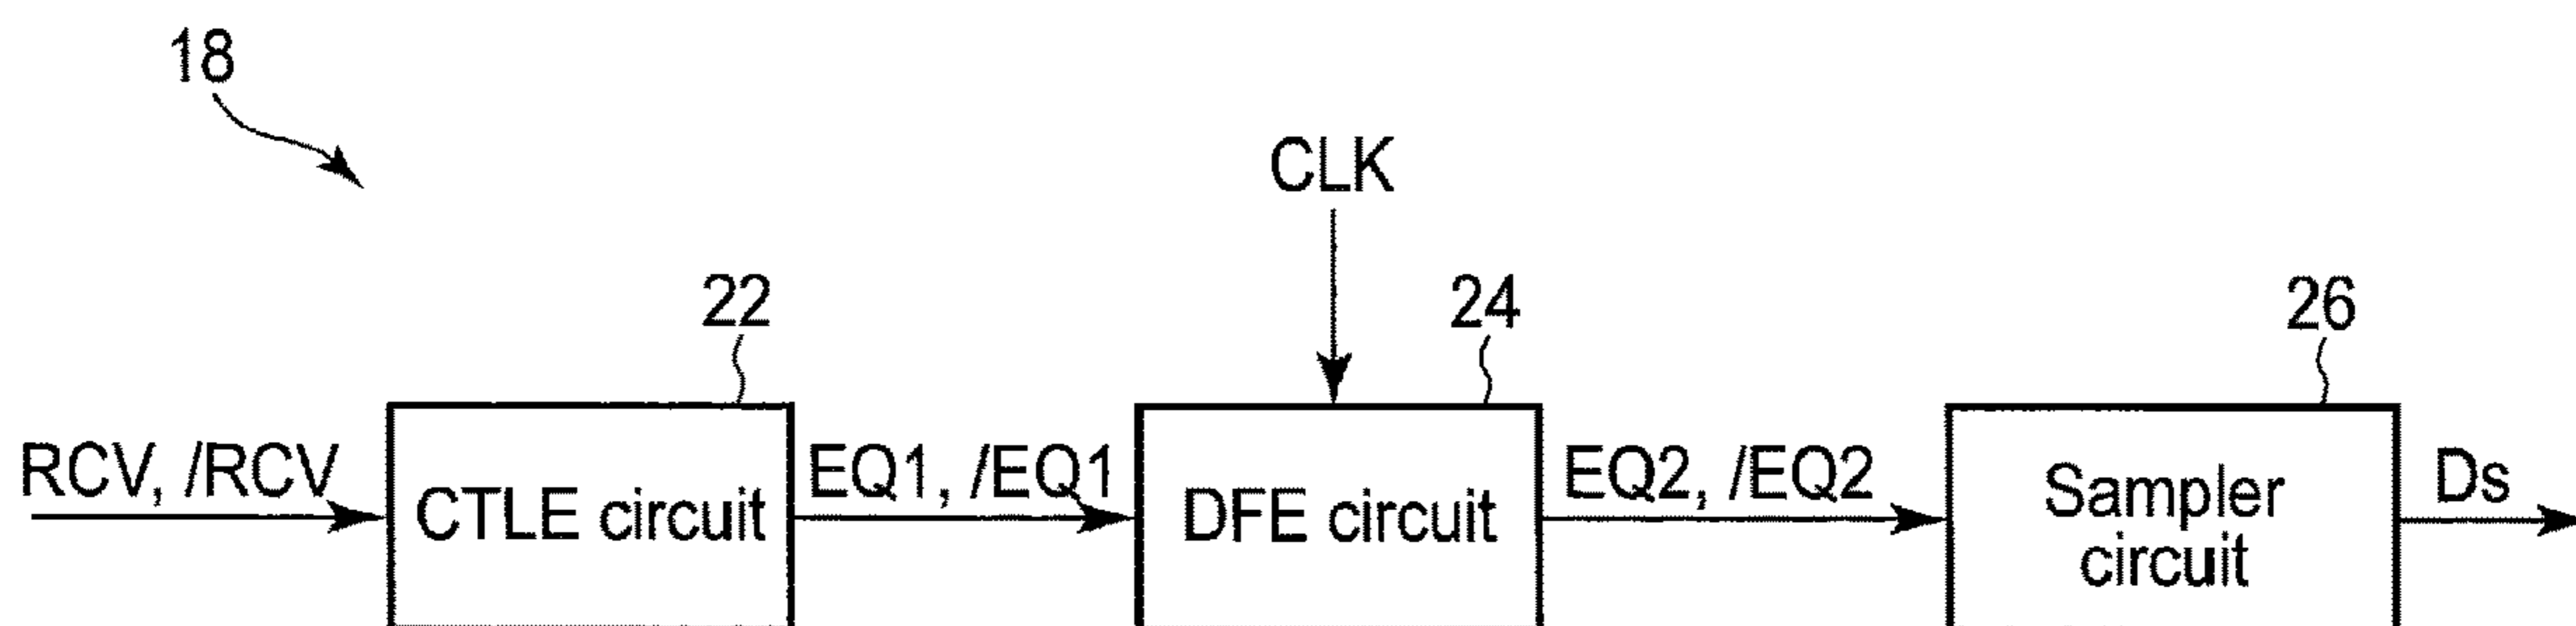 18
CLK
22
24
26
RCV, /RCV
CTLE circuit
EQ1, /EQ1
DFE circuit
EQ2, /EQ2
Sampler
circuit
Ds